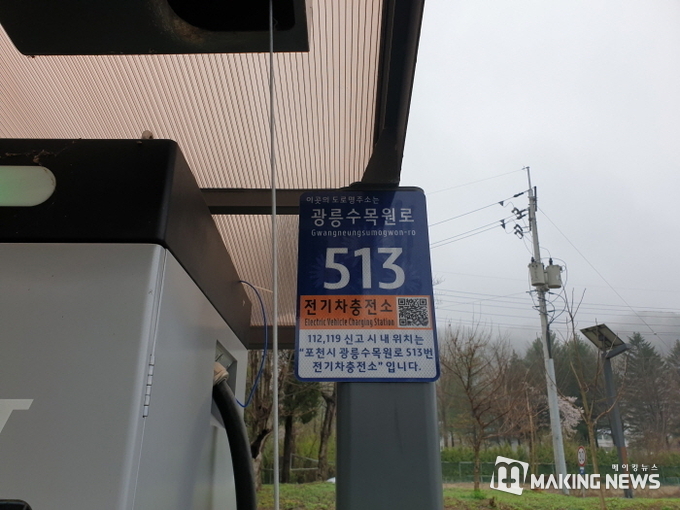 이곳의 도로명주소는
광릉수목원로
Gwangneungsumogwon-ro
513
전기차충전소
Electric Vehicle Charging Station
112,119 신고 시 내 위치는
"포천시 광릉수목원로 513번
전기차충전소" 입니다.
메이킹뉴스
MAKING NEWS